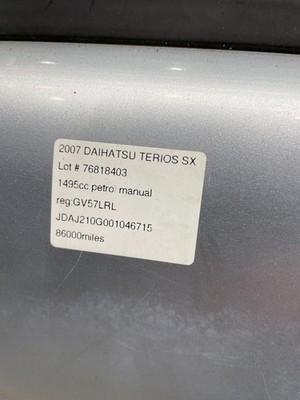 2007 DAIHATSU TERIOS SX
Lot # 76818403
1495cc petrol manual
reg:GV57LRL
JDAJ210G001046715
86000miles